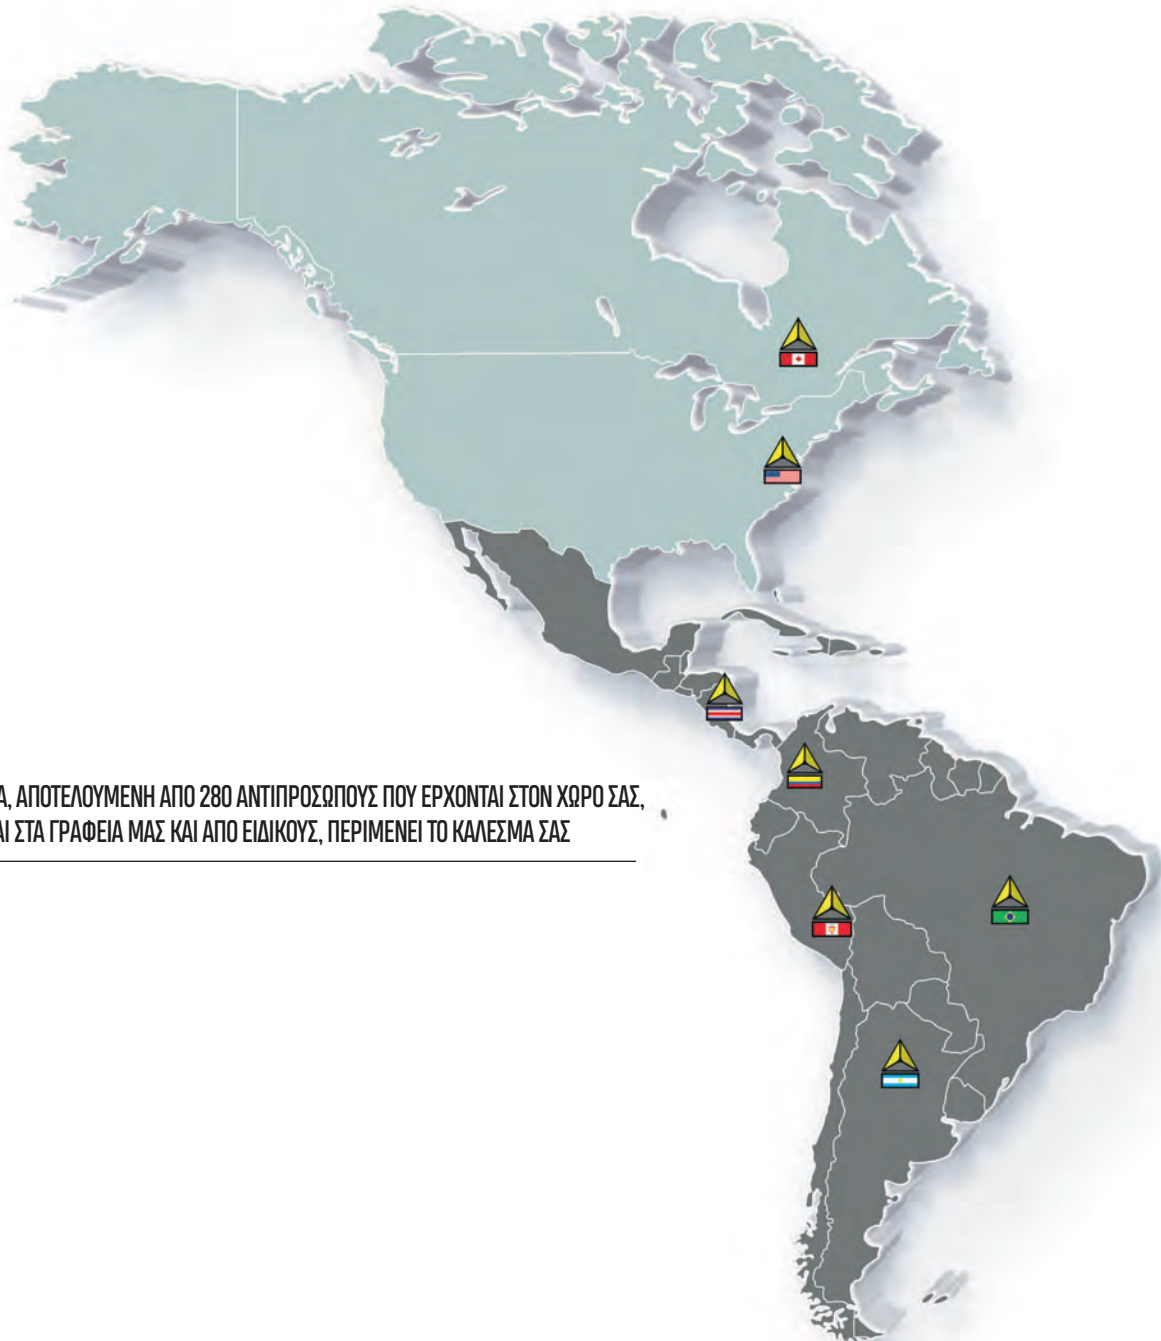 Α, ΑΠΟΤΕΛΟΥΜΕΝΗ ΑΠΟ 280 ΑΝΤΙΠΡΟΣΩΠΟΥΣ ΠΟΥ ΕΡΧΟΝΤΑΙ ΣΤΟΝ ΧΩΡΟ ΣΑΣ,
ΑΙ ΣΤΑ ΓΡΑΦΕΙΑ ΜΑΣ ΚΑΙ ΑΠΟ ΕΙΔΙΚΟΥΣ, ΠΕΡΙΜΕΝΕΙ ΤΟ ΚΑΛΕΣΜΑ ΣΑΣ